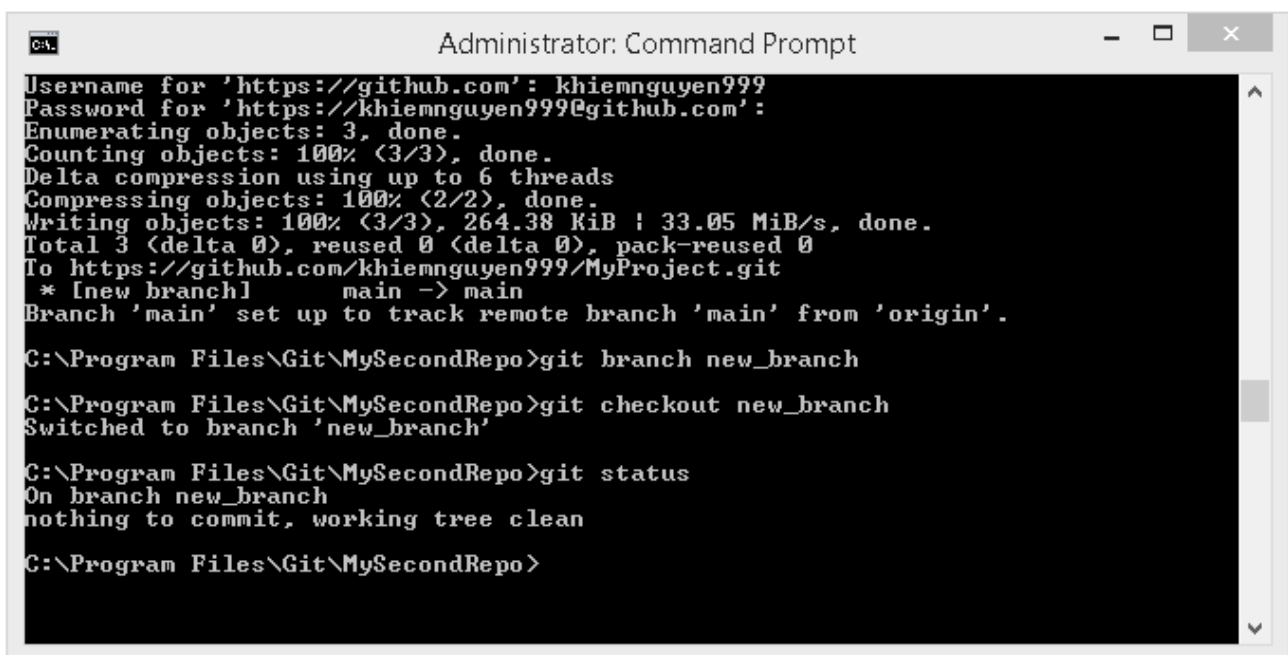 Administrator: Command Prompt
Username for 'https://github.com': khiemnguyen999
Password for 'https://khiemnguyen999@github.com':
Enumerating objects: 3, done.
Counting objects: 100% (3/3), done.
Delta compression using up to 6 threads
Compressing objects: 100% (2/2), done.
Writing objects: 100% (3/3), 264.38 KiB | 33.05 MiB/s, done.
Total 3 (delta 0), reused 0 (delta 0), pack-reused 0
To https://github.com/khiemnguyen999/MyProject.git
 * [new branch]      main -> main
Branch 'main' set up to track remote branch 'main' from 'origin'.
C:\Program Files\Git\MySecondRepo>git branch new_branch
C:\Program Files\Git\MySecondRepo>git checkout new_branch
Switched to branch 'new_branch'
C:\Program Files\Git\MySecondRepo>git status
On branch new_branch
nothing to commit, working tree clean
C:\Program Files\Git\MySecondRepo>